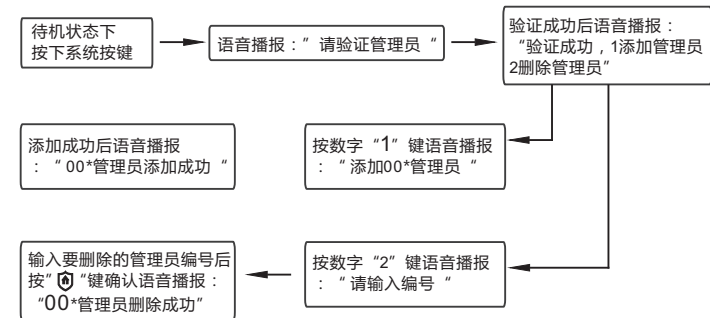 待机状态下
按下系统按键
语音播报：”请验证管理员“
验证成功后语音播报：
“验证成功，1添加管理员
2删除管理员”
添加成功后语音播报
：“00*管理员添加成功“
按数字“1”键语音播报
：“添加00*管理员“
输入要删除的管理员编号后
按” “键确认语音播报：
“00*管理员删除成功”
按数字“2”键语音播报
：“请输入编号“